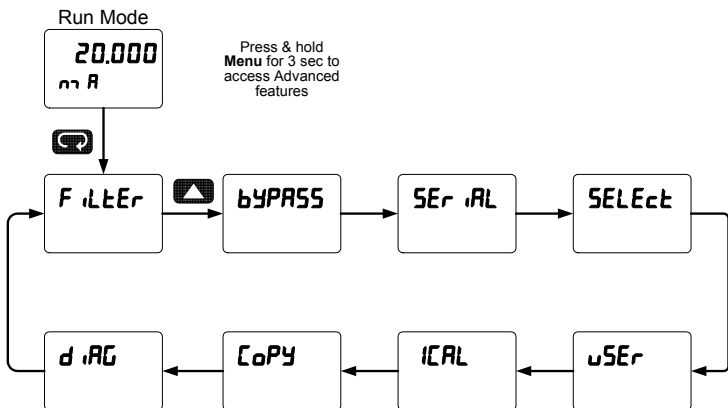 Run Mode
20.000
mA
Press & hold
Menu for 3 sec to
access Advanced
features
FiLtEr
bYPASS
SEriAL
SELEct
diAG
CoPY
ICAL
uSEr